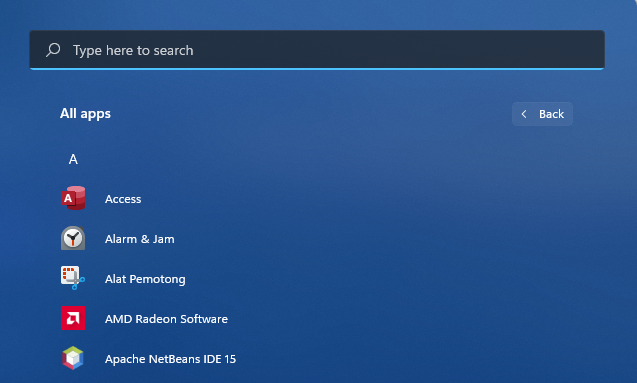 Type here to search
All apps
Back
A
Access
Alarm & Jam
Alat Pemotong
AMD Radeon Software
Apache NetBeans IDE 15